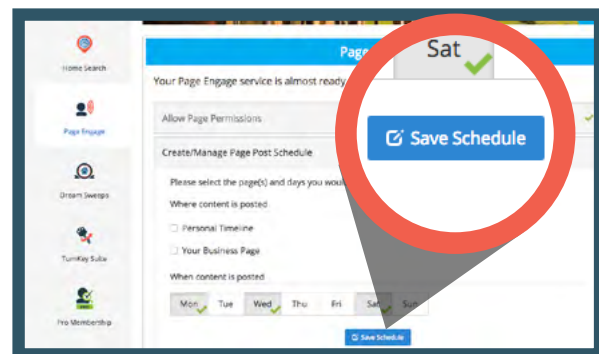 Home Search
Page Engage
Dream Sweeps
TurnKey Suite
Pro Membership
Pag
Your Page Engage service is almost ready
Allow Page Permissions
Create/Manage Page Post Schedule
Please select the page(s) and days you woul
Where content is posted
Personal Timeline
Your Business Page
When content is posted
Mon Tue Wed Thu Fri Sat Sun
Save Schedule
Sat
Save Schedule